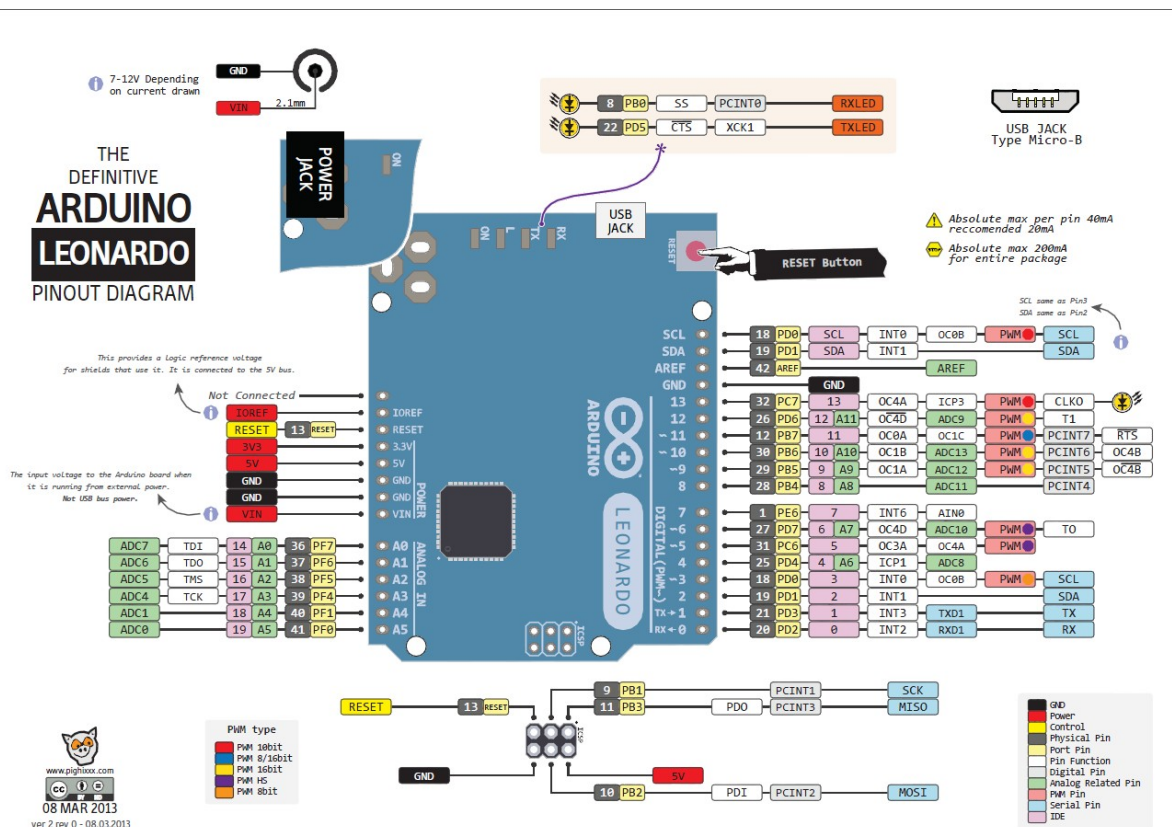 GND
7-12V Depending
on current drawn
VIN 2.1mm
THE
DEFINITIVE
ARDUINO
LEONARDO
PINOUT DIAGRAM
POWER
JACK
ON
8 PB0 SS PCINT0 RXLED
22 PD5 CTS XCK1 TXLED
USB JACK
Type Micro-B
USB
JACK
ON L TX RX
RESET
RESET Button
Absolute max per pin 40mA
reccomended 20mA
Absolute max 200mA
for entire package
SCL same as Pin3
SDA same as Pin2
This provides a logic reference voltage
for shields that use it. It is connected to the 5V bus.
Not Connected
IOREF IOREF
RESET 13 RESET RESET
3V3 3.3V
5V 5V
GND GND
GND GND
VIN VIN
POWER
The input voltage to the Arduino board when
it is running from external power.
Not USB bus power.
ADC7 TDI 14 A0 36 PF7 A0
ADC6 TDO 15 A1 37 PF6 A1
ADC5 TMS 16 A2 38 PF5 A2
ADC4 TCK 17 A3 39 PF4 A3
ADC1 18 A4 40 PF1 A4
ADC0 19 A5 41 PF0 A5
ANALOG IN
ARDUINO
LEONARDO
DIGITAL(PWM~)
ICSP
SCL 18 PD0 SCL INT0 OC0B PWM SCL
SDA 19 PD1 SDA INT1 SDA
AREF 42 AREF AREF
GND GND
13 32 PC7 13 OC4A ICP3 PWM CLKO
12 26 PD6 12 A11 OC4D ADC9 PWM T1
~11 12 PB7 11 OC0A OC1C PWM PCINT7 RTS
~10 30 PB6 10 A10 OC1B ADC13 PWM PCINT6 OC4B
~9 29 PB5 9 A9 OC1A ADC12 PWM PCINT5 OC4B
8 28 PB4 8 A8 ADC11 PCINT4
7 1 PE6 7 INT6 AIN0
~6 27 PD7 6 A7 OC4D ADC10 PWM TO
~5 31 PC6 5 OC3A OC4A PWM
4 25 PD4 4 A6 ICP1 ADC8
~3 18 PD0 3 INT0 OC0B PWM SCL
2 19 PD1 2 INT1 SDA
TX→1 21 PD3 1 INT3 TXD1 TX
RX←0 20 PD2 0 INT2 RXD1 RX
9 PB1 PCINT1 SCK
RESET 13 RESET 11 PB3 PDO PCINT3 MISO
ICSP
GND 5V
10 PB2 PDI PCINT2 MOSI
PWM type
PWM 10bit
PWM 8/16bit
PWM 16bit
PWM HS
PWM 8bit
www.pighixxx.com
cc
BY ND
08 MAR 2013
ver 2 rev 0 - 08.03.2013
GND
Power
Control
Physical Pin
Port Pin
Pin Function
Digital Pin
Analog Related Pin
PWM Pin
Serial Pin
IDE